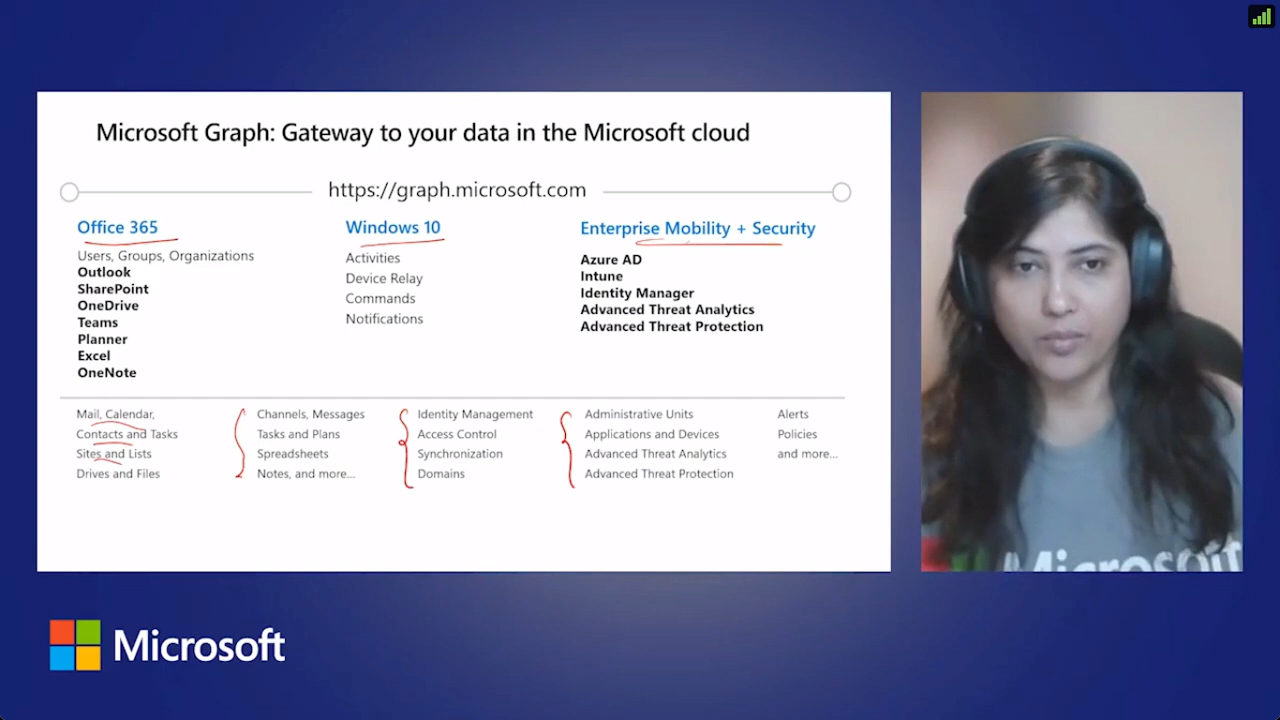 Microsoft Graph: Gateway to your data in the Microsoft cloud
https://graph.microsoft.com
Office 365
Users, Groups, Organizations
Outlook
SharePoint
OneDrive
Teams
Planner
Excel
OneNote
Windows 10
Activities
Device Relay
Commands
Notifications
Enterprise Mobility + Security
Azure AD
Intune
Identity Manager
Advanced Threat Analytics
Advanced Threat Protection
Mail, Calendar,
Contacts and Tasks
Sites and Lists
Drives and Files
Channels, Messages
Tasks and Plans
Spreadsheets
Notes, and more...
Identity Management
Access Control
Synchronization
Domains
Administrative Units
Applications and Devices
Advanced Threat Analytics
Advanced Threat Protection
Alerts
Policies
and more...
Microsoft
Microsoft